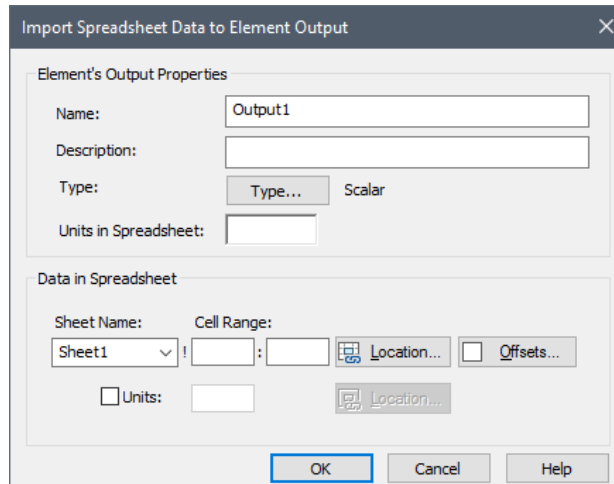 Import Spreadsheet Data to Element Output
Element's Output Properties
Name: Output1
Description:
Type: Type... Scalar
Units in Spreadsheet:
Data in Spreadsheet
Sheet Name: Cell Range:
Sheet1 ! : Location... Offsets...
Units: Location...
OK Cancel Help